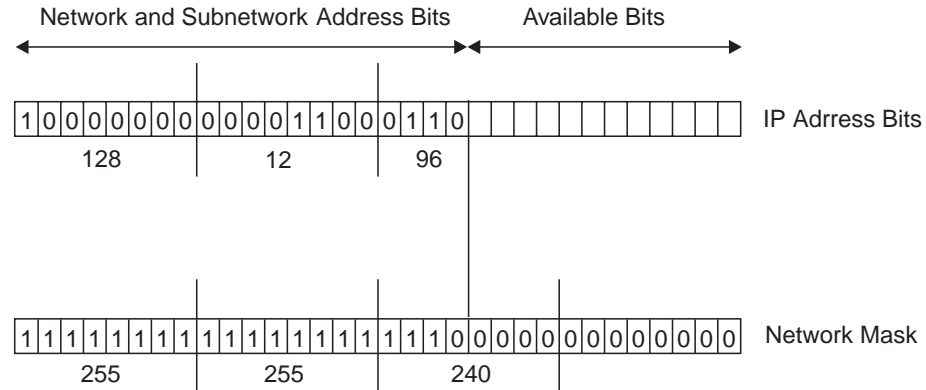 Network and Subnetwork Address Bits Available Bits
1 0 0 0 0 0 0 0 0 0 0 0 1 1 0 0 0 1 1 0 IP Adrress Bits
128 12 96
1 1 1 1 1 1 1 1 1 1 1 1 1 1 1 1 1 1 1 0 0 0 0 0 0 0 0 0 0 0 0 0 Network Mask
255 255 240